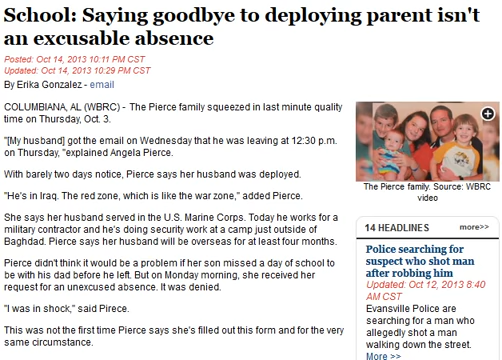 School: Saying goodbye to deploying parent isn't
an excusable absence
Posted: Oct 14, 2013 10:11 PM CST
Updated: Oct 14, 2013 10:29 PM CST
By Erika Gonzalez - email
COLUMBIANA, AL (WBRC) - The Pierce family squeezed in last minute quality
time on Thursday, Oct. 3.
"[My husband] got the email on Wednesday that he was leaving at 12:30 p.m.
on Thursday, "explained Angela Pierce.
With barely two days notice, Pierce says her husband was deployed.
"He's in Iraq. The red zone, which is like the war zone," added Pierce.
She says her husband served in the U.S. Marine Corps. Today he works for a
military contractor and he's doing security work at a camp just outside of
Baghdad. Pierce says her husband will be overseas for at least four months.
Pierce didn't think it would be a problem if her son missed a day of school to
be with his dad before he left. But on Monday morning, she received her
request for an unexcused absence. It was denied.
"I was in shock," said Pirece.
This was not the first time Pierce says she's filled out this form and for the very
same circumstance.
The Pierce family. Source: WBRC
video
14 HEADLINES more>>
Police searching for
suspect who shot man
after robbing him
Updated: Oct 12, 2013 8:40
AM CST
Evansville Police are
searching for a man who
allegedly shot a man
walking down the street.
More >>